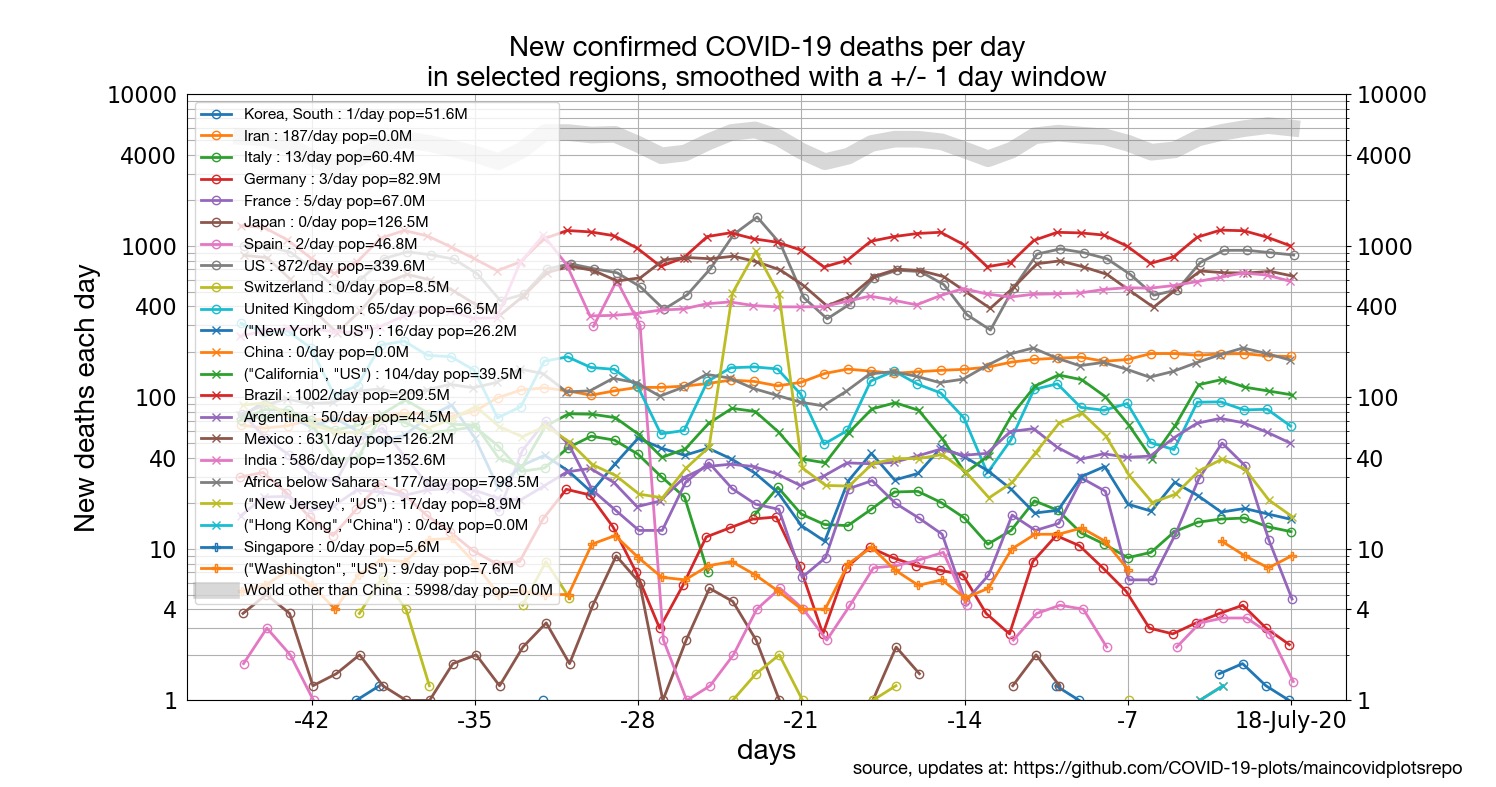 New confirmed COVID-19 deaths per day
in selected regions, smoothed with a +/- 1 day window
10000
4000
1000
400
100
40
10
4
1
New deaths each day
Korea, South : 1/day pop=51.6M
Iran : 187/day pop=0.0M
Italy : 13/day pop=60.4M
Germany : 3/day pop=82.9M
France : 5/day pop=67.0M
Japan : 0/day pop=126.5M
Spain : 2/day pop=46.8M
US : 872/day pop=339.6M
Switzerland : 0/day pop=8.5M
United Kingdom : 65/day pop=66.5M
("New York", "US") : 16/day pop=26.2M
China : 0/day pop=0.0M
("California", "US") : 104/day pop=39.5M
Brazil : 1002/day pop=209.5M
Argentina : 50/day pop=44.5M
Mexico : 631/day pop=126.2M
India : 586/day pop=1352.6M
Africa below Sahara : 177/day pop=798.5M
("New Jersey", "US") : 17/day pop=8.9M
("Hong Kong", "China") : 0/day pop=0.0M
Singapore : 0/day pop=5.6M
("Washington", "US") : 9/day pop=7.6M
World other than China : 5998/day pop=0.0M
10000
4000
1000
400
100
40
10
4
1
-42
-35
-28
-21
-14
-7
18-July-20
days
source, updates at: https://github.com/COVID-19-plots/maincovidplotsrepo